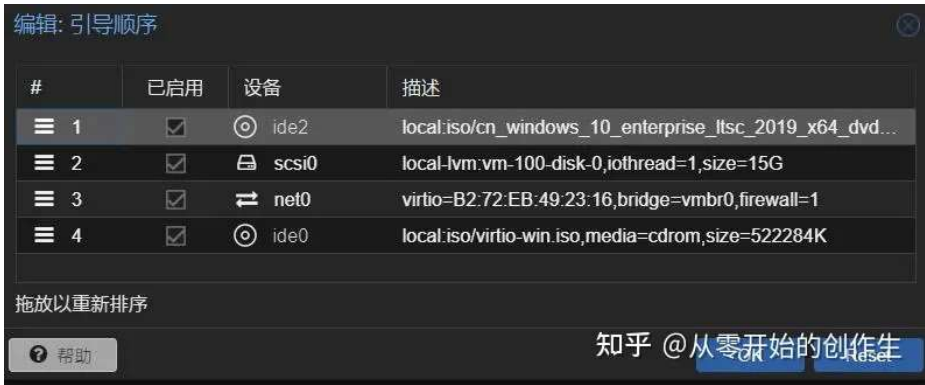 编辑: 引导顺序
# 已启用 设备 描述
1 ide2 local:iso/cn_windows_10_enterprise_ltsc_2019_x64_dvd...
2 scsi0 local-lvm:vm-100-disk-0,iothread=1,size=15G
3 net0 virtio=B2:72:EB:49:23:16,bridge=vmbr0,firewall=1
4 ide0 local:iso/virtio-win.iso,media=cdrom,size=522284K
拖放以重新排序
帮助 OK Reset
知乎 @从零开始的创作生